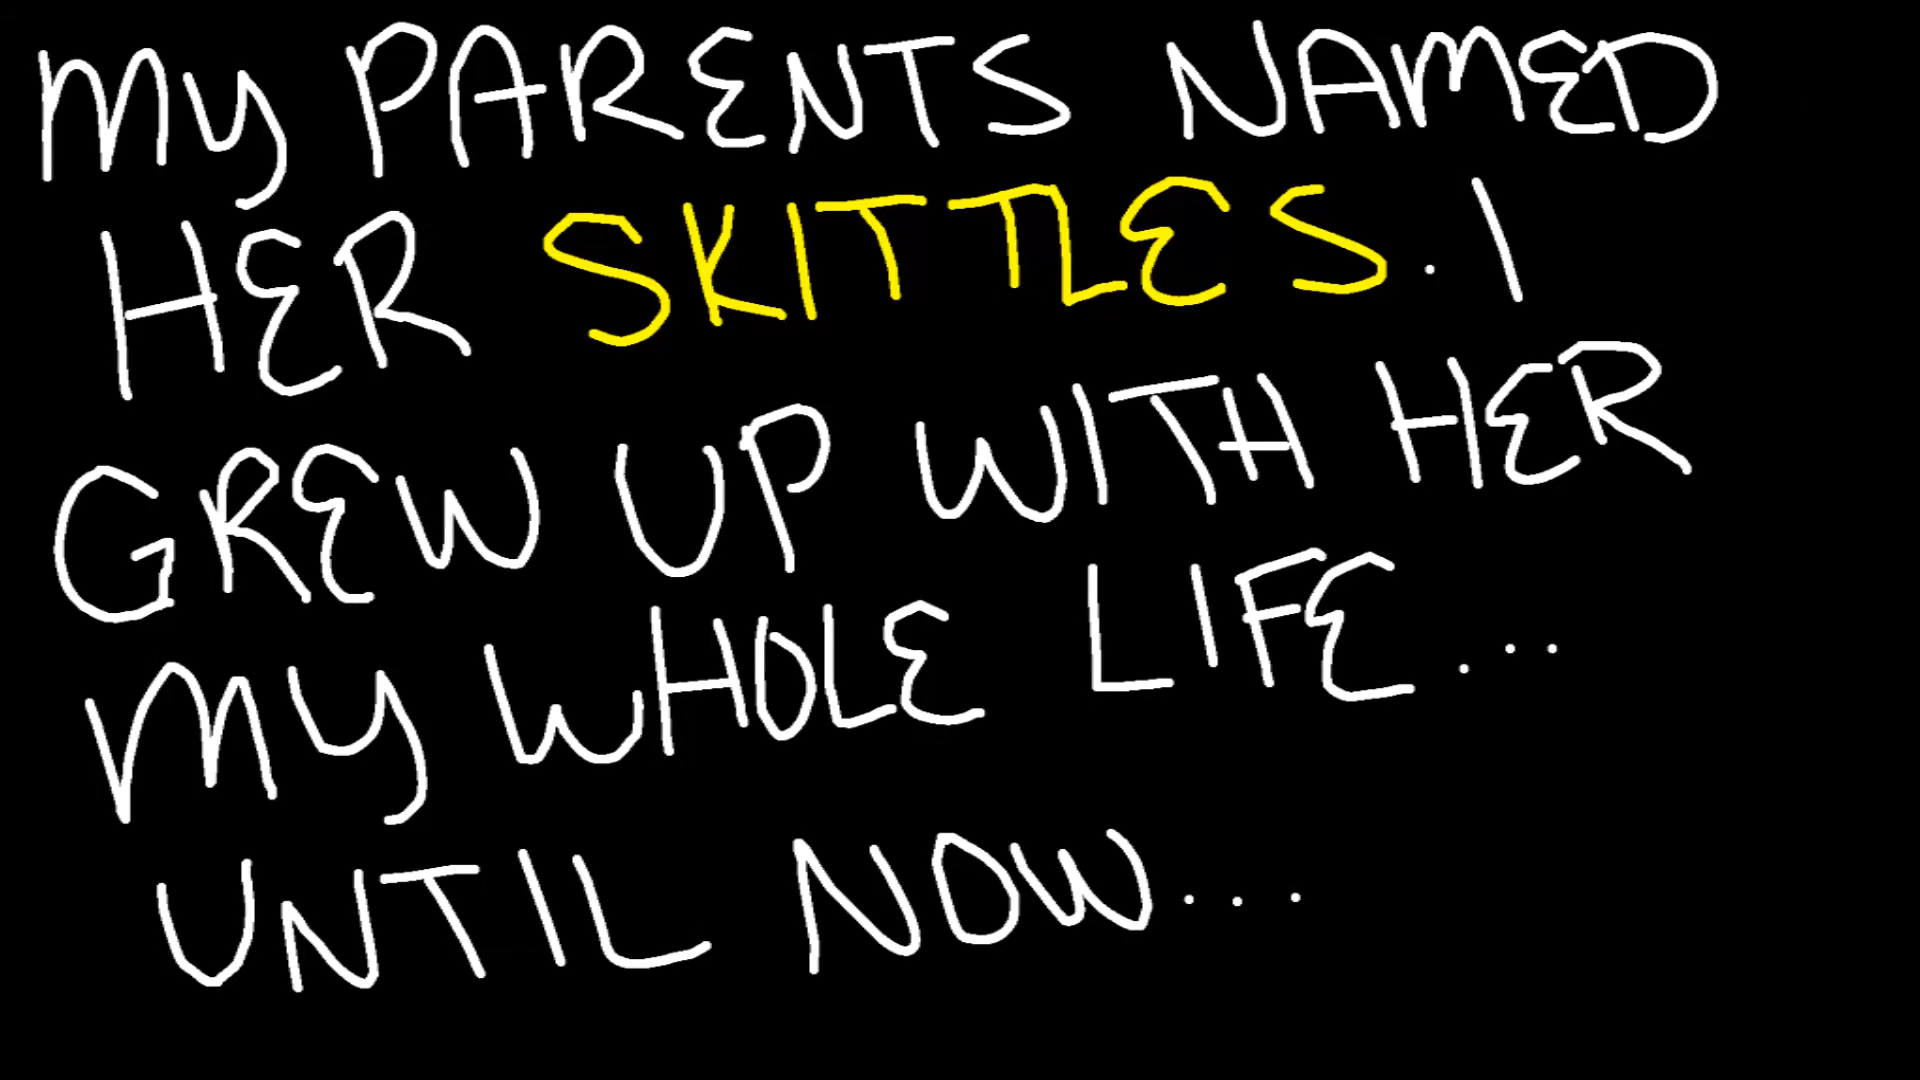 MY PARENTS NAMED
HER SKITTLES. I
GREW UP WITH HER
MY WHOLE LIFE...
UNTIL NOW...